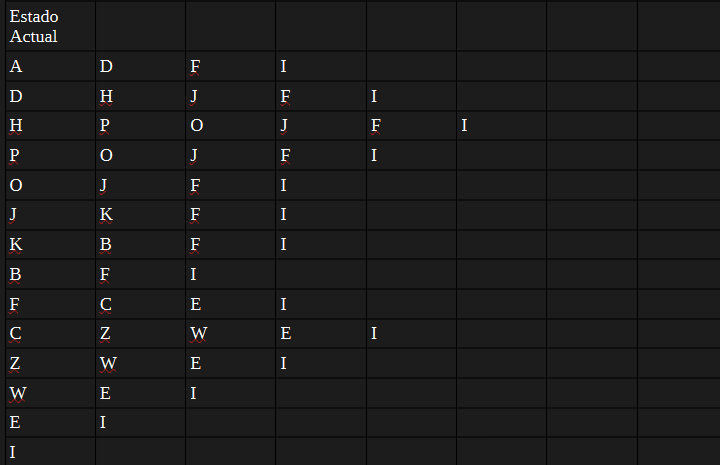 Estado
Actual
A D F I
D H J F I
H P O J F I
P O J F I
O J F I
J K F I
K B F I
B F I
F C E I
C Z W E I
Z W E I
W E I
E I
I